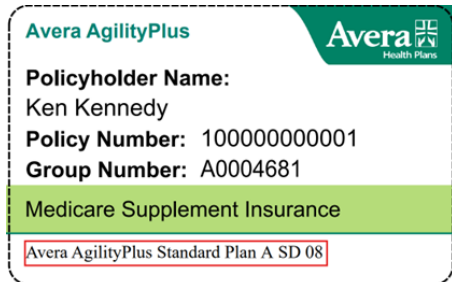 Avera AgilityPlus
Avera
Health Plans
Policyholder Name:
Ken Kennedy
Policy Number: 100000000001
Group Number: A0004681
Medicare Supplement Insurance
Avera AgilityPlus Standard Plan A SD 08